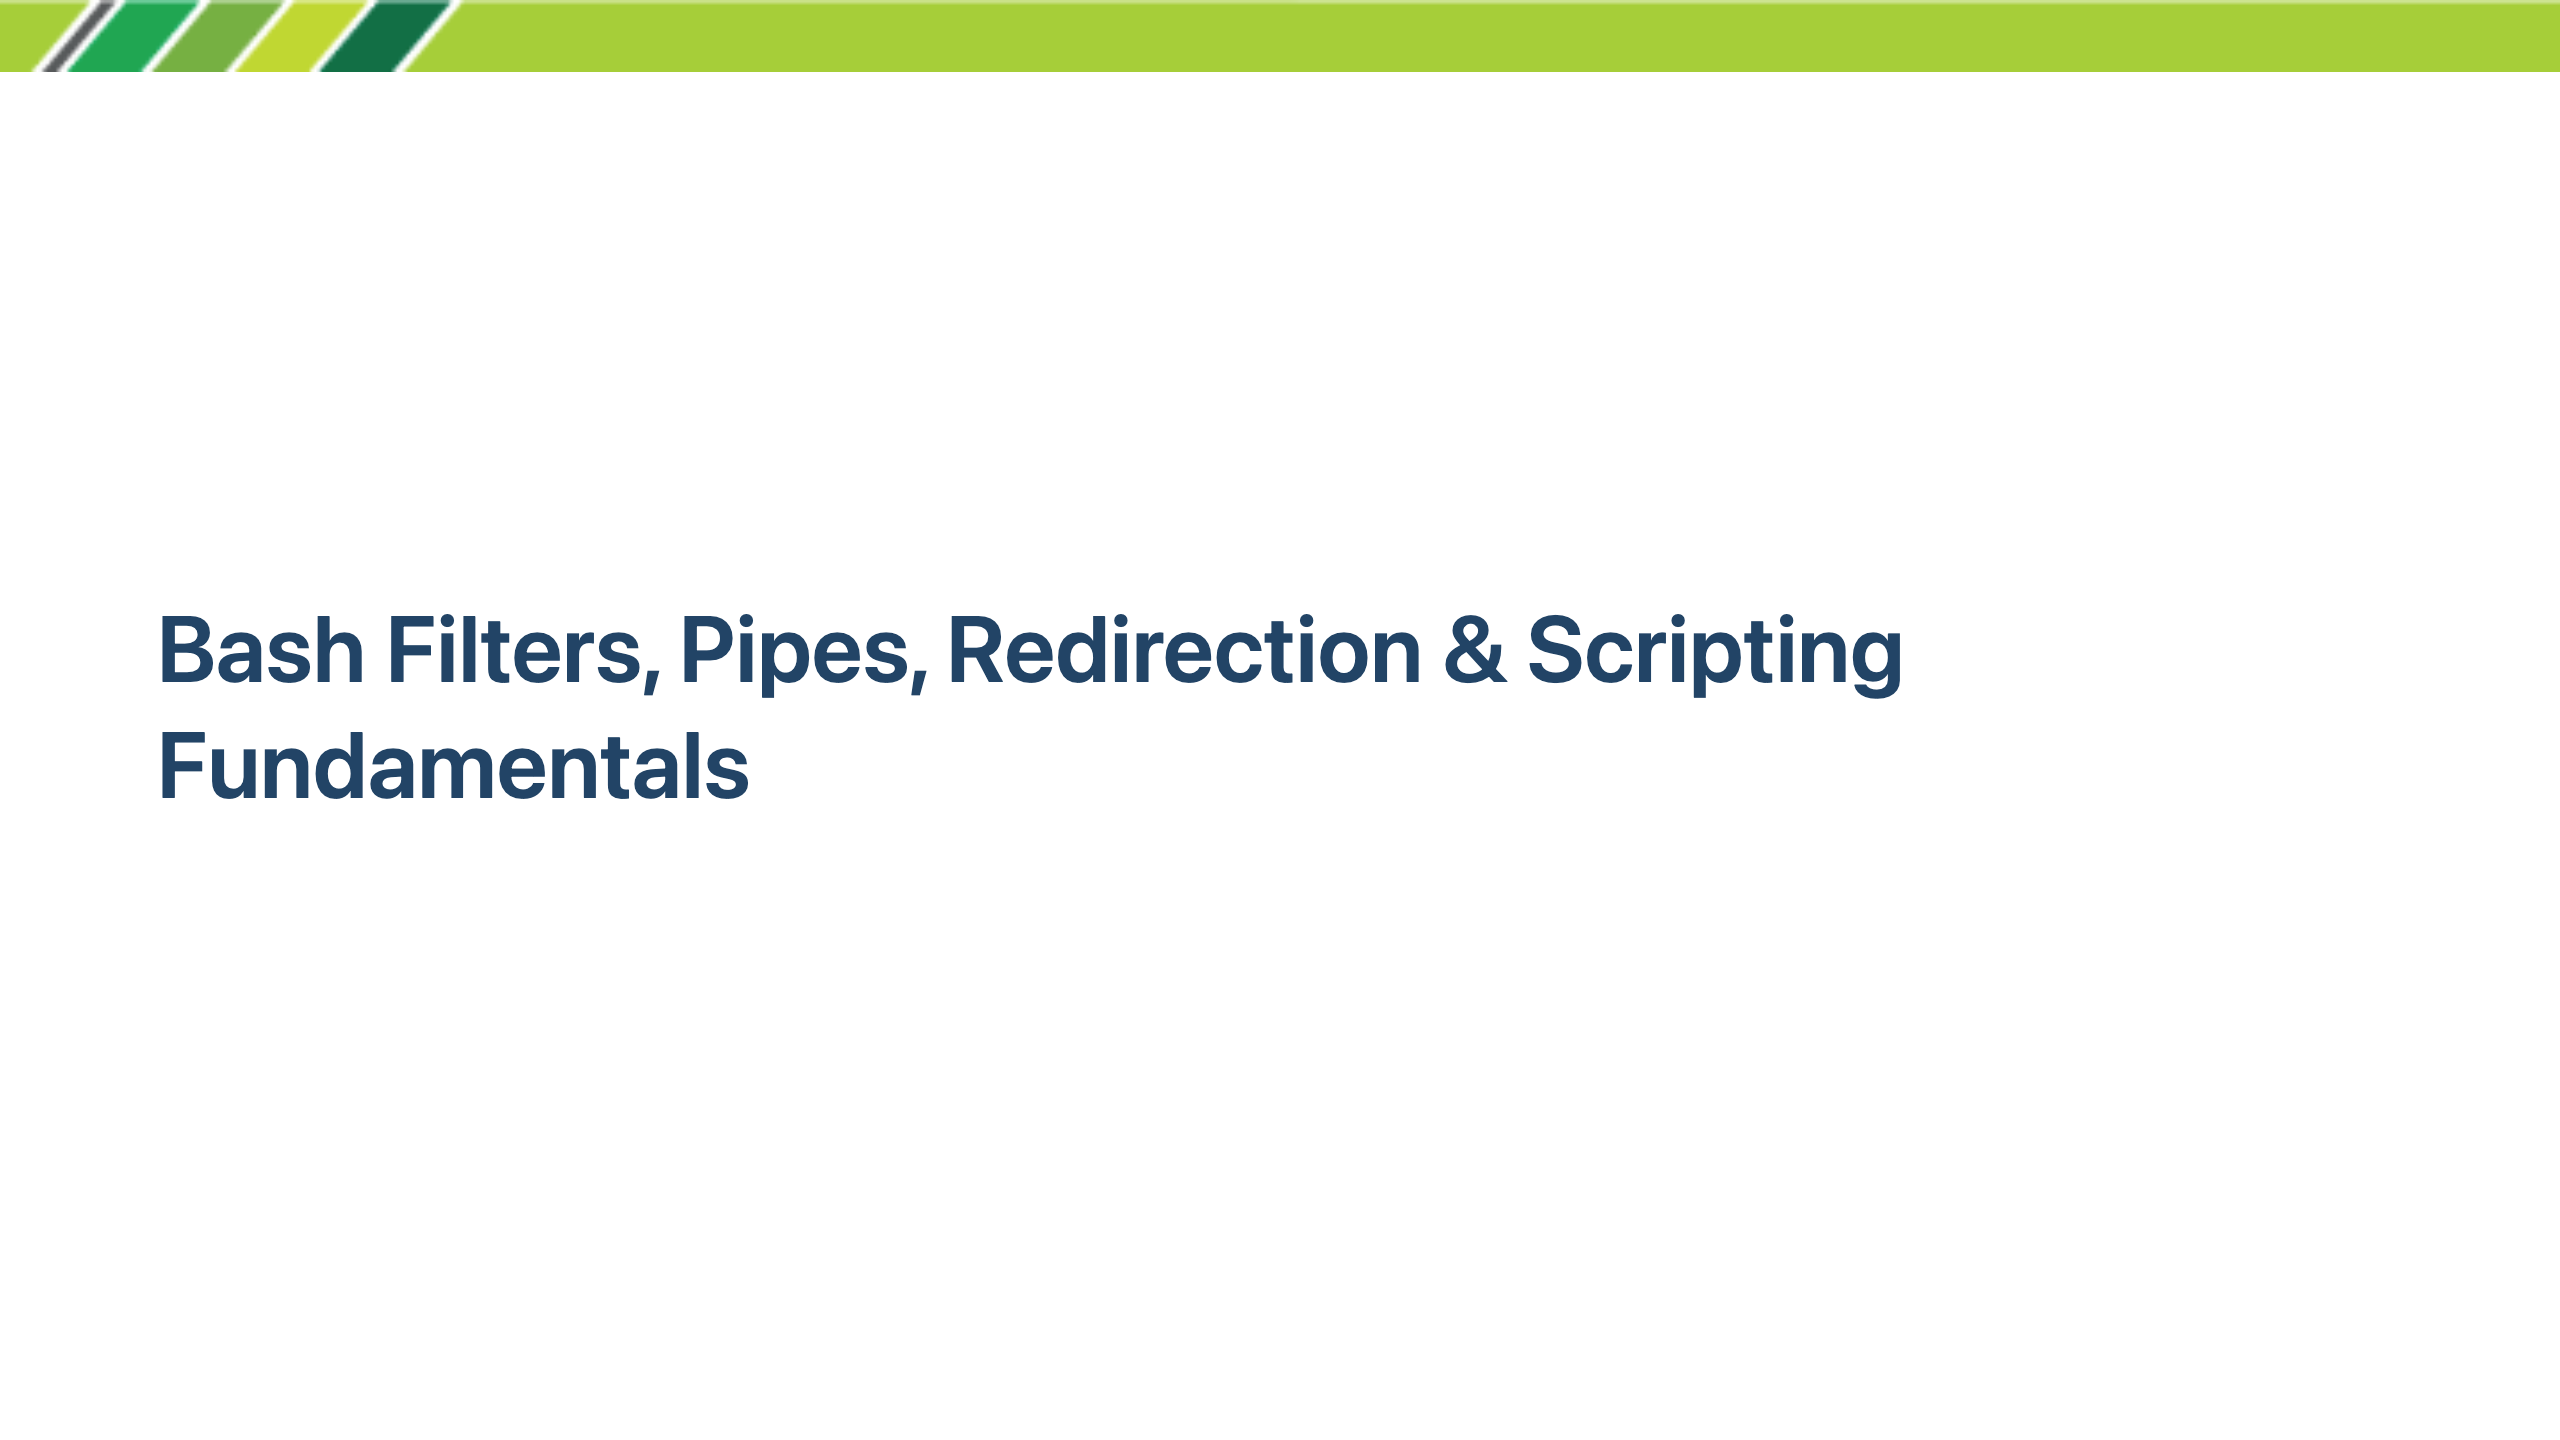 Bash Filters, Pipes, Redirection & Scripting
Fundamentals